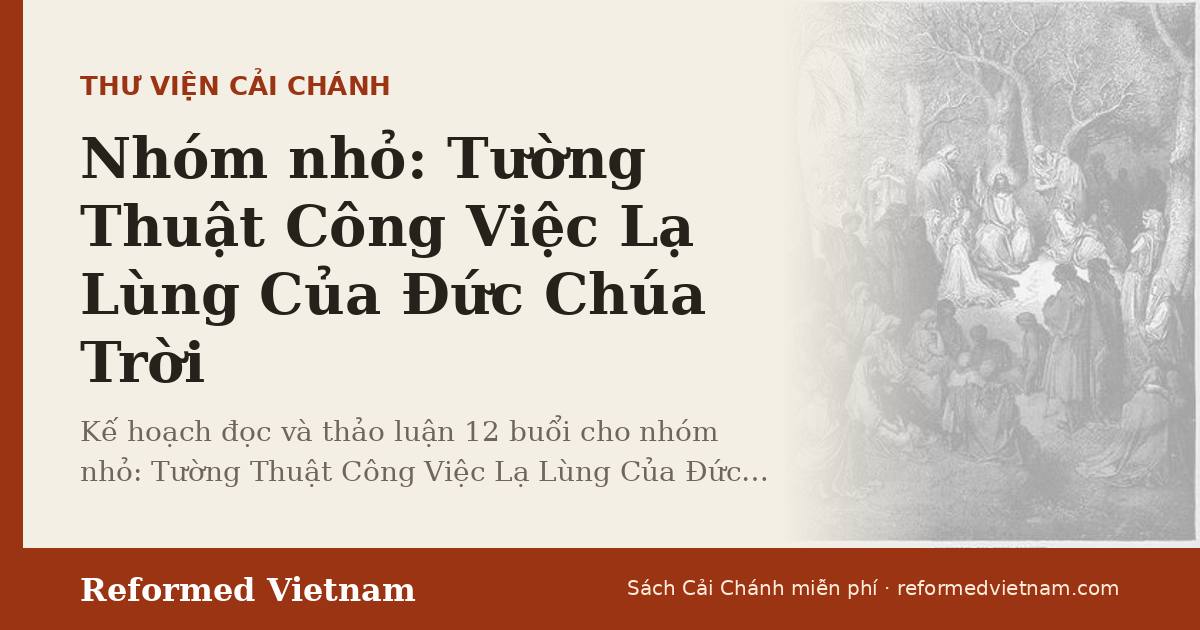 THƯ VIỆN CẢI CHÁNH
Nhóm nhỏ: Tường
Thuật Công Việc Lạ
Lùng Của Đức Chúa
Trời
Kế hoạch đọc và thảo luận 12 buổi cho nhóm
nhỏ: Tường Thuật Công Việc Lạ Lùng Của Đức...
Reformed Vietnam
Sách Cải Chánh miễn phí · reformedvietnam.com